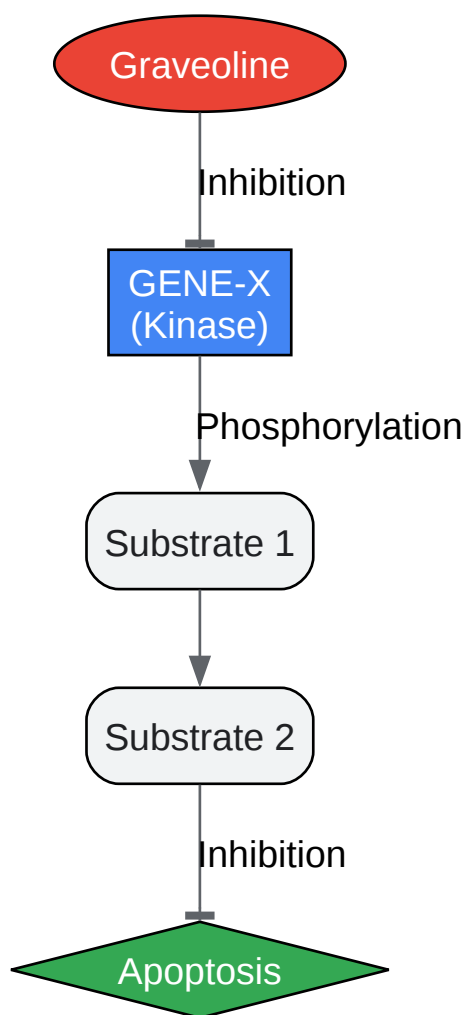 Graveoline
Inhibition
GENE-X
(Kinase)
Phosphorylation
Substrate 1
Substrate 2
Inhibition
Apoptosis